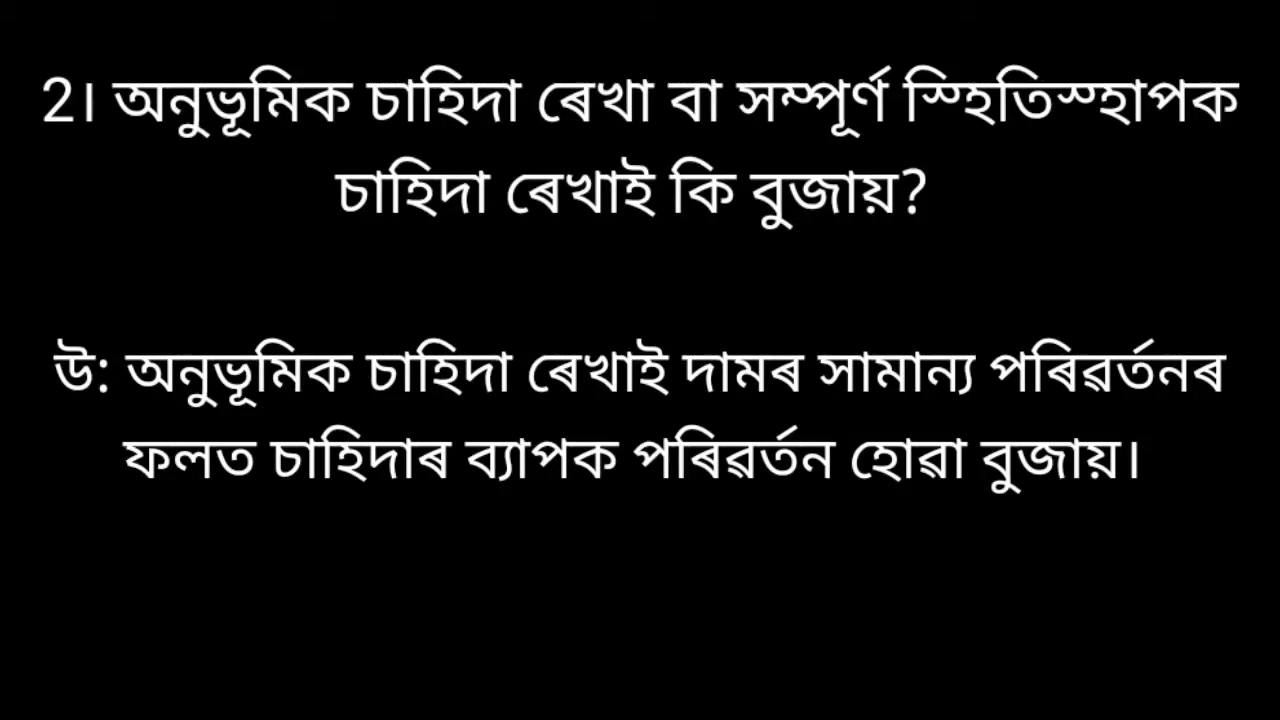 2। অনুভূমিক চাহিদা ৰেখা বা সম্পূৰ্ণ স্হিতিস্হাপক
চাহিদা ৰেখাই কি বুজায়?
উ: অনুভূমিক চাহিদা ৰেখাই দামৰ সামান্য পৰিৱৰ্তনৰ
ফলত চাহিদাৰ ব্যাপক পৰিৱৰ্তন হোৱা বুজায়।